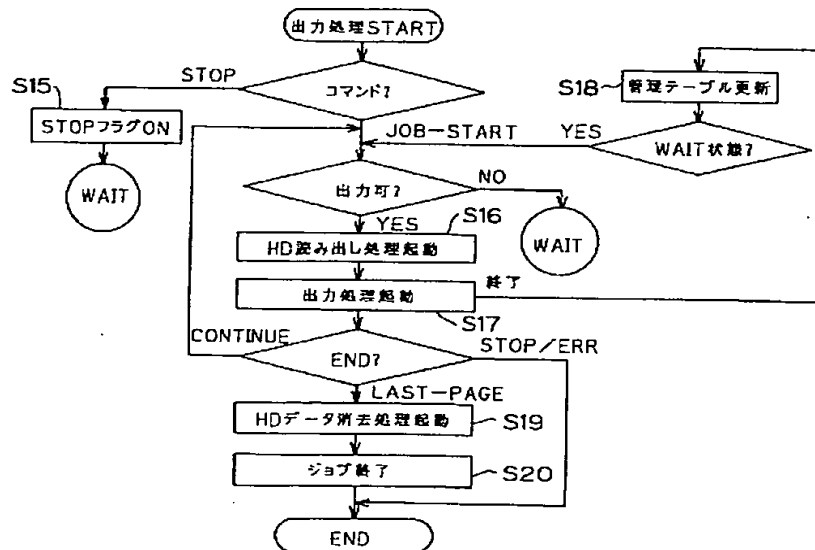 出力処理START
STOP
コマンド?
S15
STOPフラグON
WAIT
S18
管理テーブル更新
JOB-START
YES
WAIT状態?
出力可?
NO
WAIT
YES
S16
HD読み出し処理起動
出力処理起動
終了
S17
CONTINUE
END?
STOP/ERR
LAST-PAGE
HDデータ消去処理起動
S19
ジョブ終了
S20
END